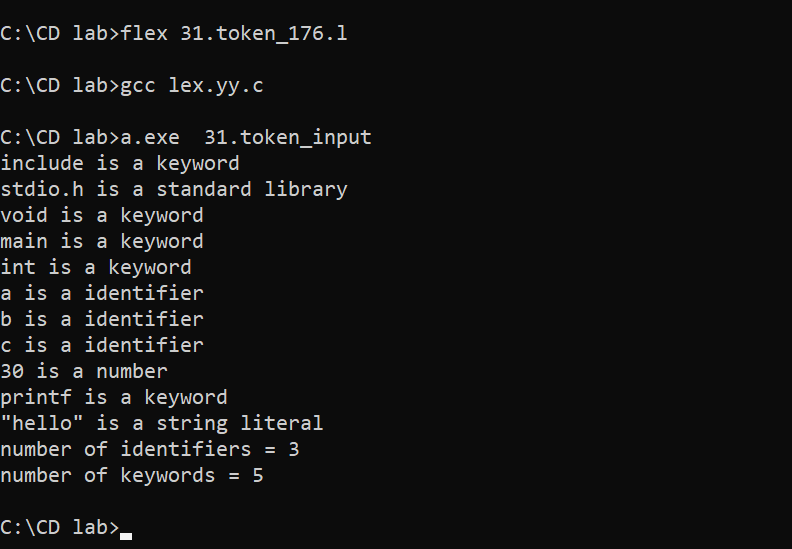 C:\CD lab>flex 31.token_176.l
C:\CD lab>gcc lex.yy.c
C:\CD lab>a.exe  31.token_input
include is a keyword
stdio.h is a standard library
void is a keyword
main is a keyword
int is a keyword
a is a identifier
b is a identifier
c is a identifier
30 is a number
printf is a keyword
"hello" is a string literal
number of identifiers = 3
number of keywords = 5
C:\CD lab>